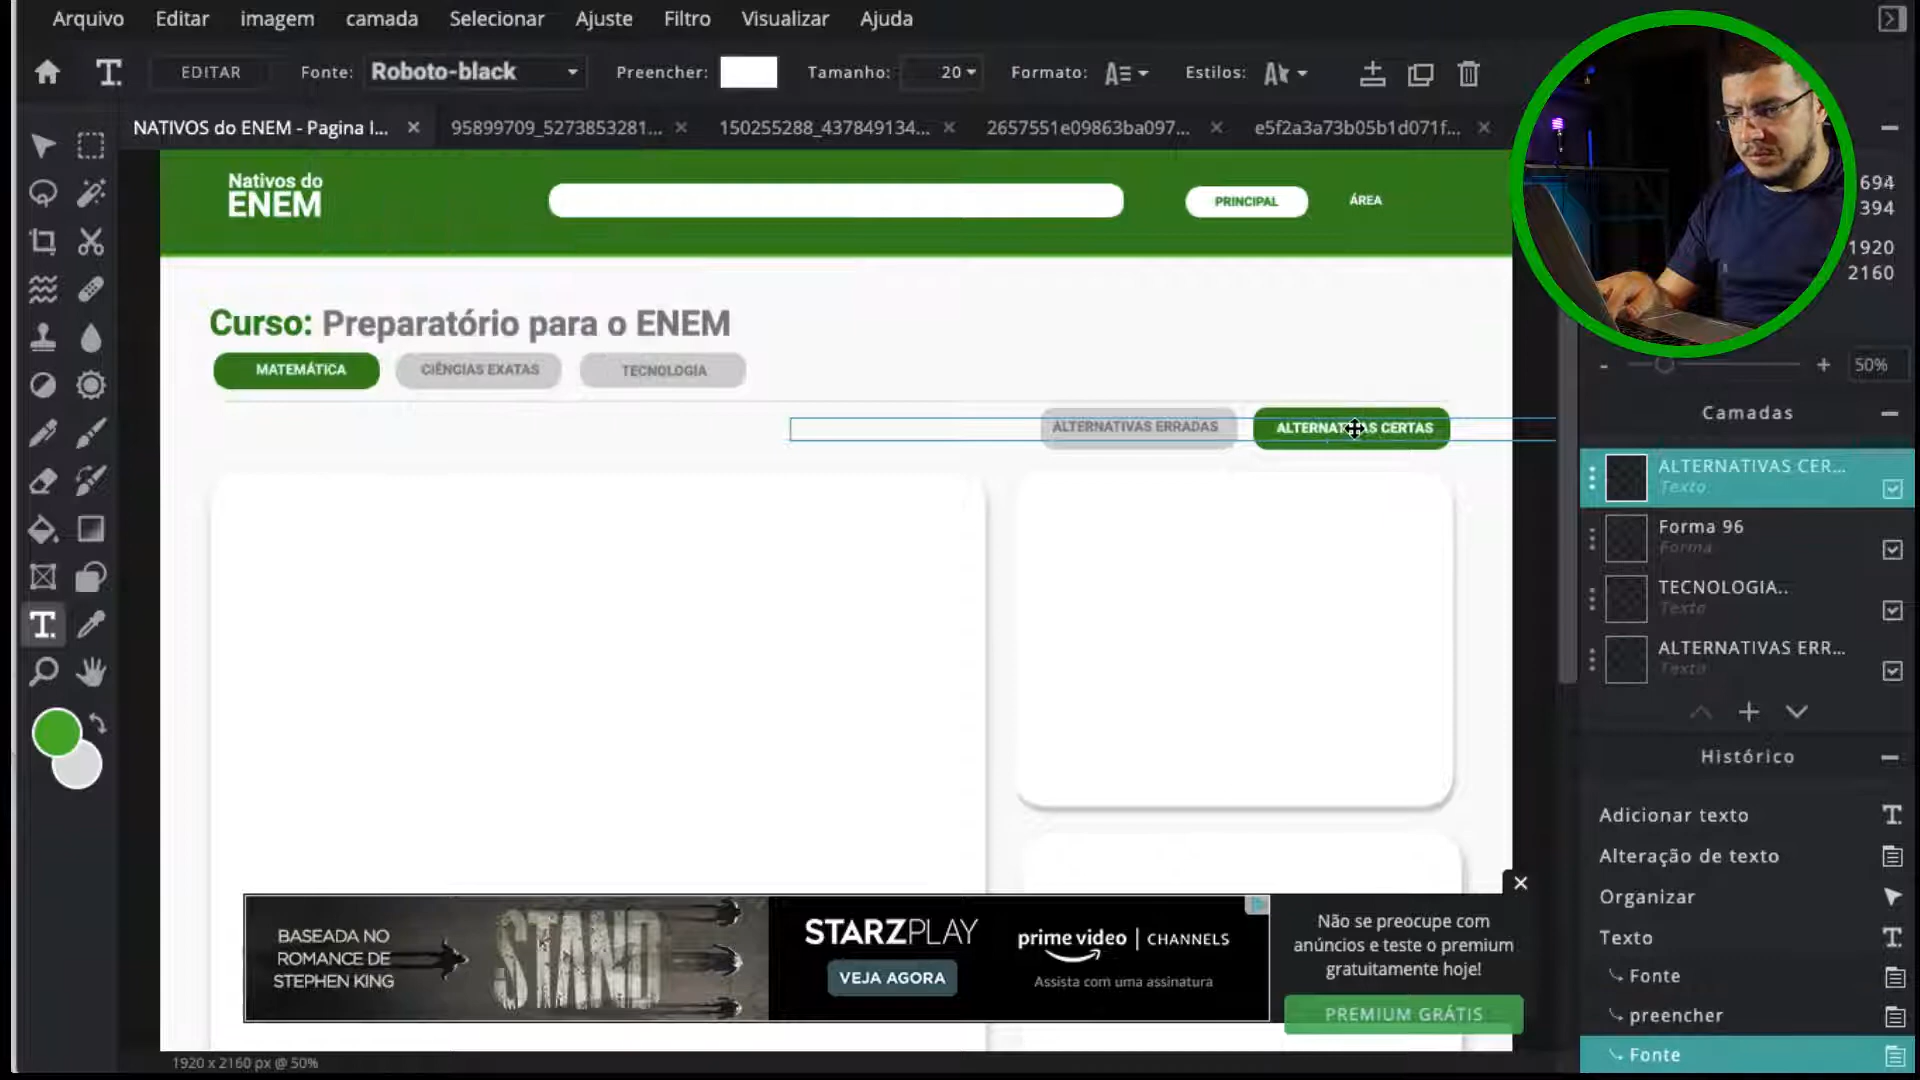 Arquivo Editar imagem camada Selecionar Ajuste Filtro Visualizar Ajuda
EDITAR Fonte: Roboto-black Preencher: Tamanho: 20 Formato: Estilos:
NATIVOS do ENEM - Pagina I... 95899709_5273853281... 150255288_437849134... 2657551e09863ba097... e5f2a3a73b05b1d071f...
Nativos do
ENEM
PRINCIPAL
ÁREA
694
394
1920
2160
Curso: Preparatório para o ENEM
MATEMÁTICA
CIÊNCIAS EXATAS
TECNOLOGIA
- + 50%
ALTERNATIVAS ERRADAS
ALTERNATIVAS CERTAS
Camadas
ALTERNATIVAS CER...
Texto
Forma 96
Forma
TECNOLOGIA..
Texto
ALTERNATIVAS ERR...
Texto
Histórico
Adicionar texto
Alteração de texto
Organizar
Texto
Fonte
preencher
Fonte
BASEADA NO
ROMANCE DE
STEPHEN KING
STAND
STARZPLAY
VEJA AGORA
prime video | CHANNELS
Assista com uma assinatura
Não se preocupe com
anúncios e teste o premium
gratuitamente hoje!
PREMIUM GRÁTIS
1920 x 2160 px @ 50%